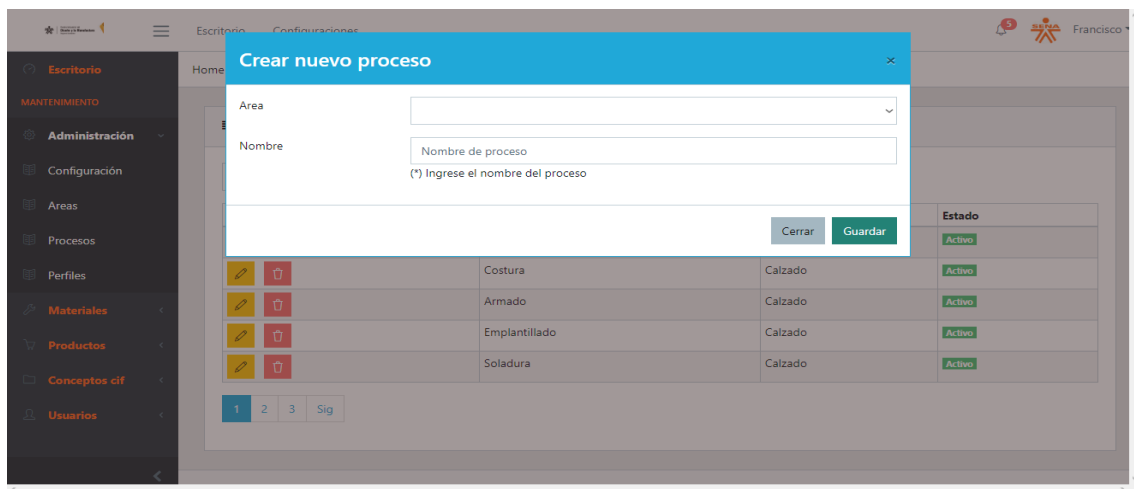 Escritorio Configuraciones 5 SENA Francisco
Escritorio
MANTENIMIENTO
Administración
Configuración
Areas
Procesos
Perfiles
Materiales
Productos
Conceptos cif
Usuarios
Home
Crear nuevo proceso ×
Area
Nombre
Nombre de proceso
(*) Ingrese el nombre del proceso
Cerrar Guardar
Estado
Activo
Costura Calzado Activo
Armado Calzado Activo
Emplantillado Calzado Activo
Soladura Calzado Activo
1 2 3 Sig